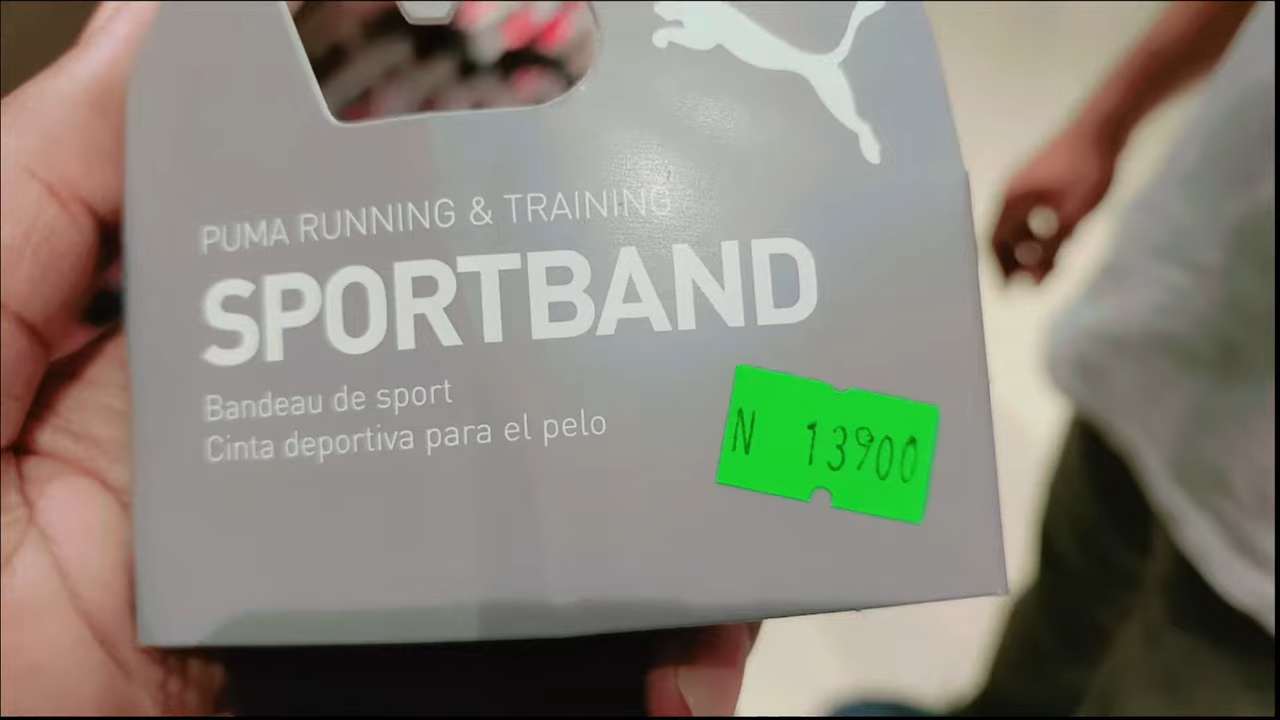 PUMA RUNNING & TRAINING
SPORTBAND
Bandeau de sport
Cinta deportiva para el pelo
N 13900